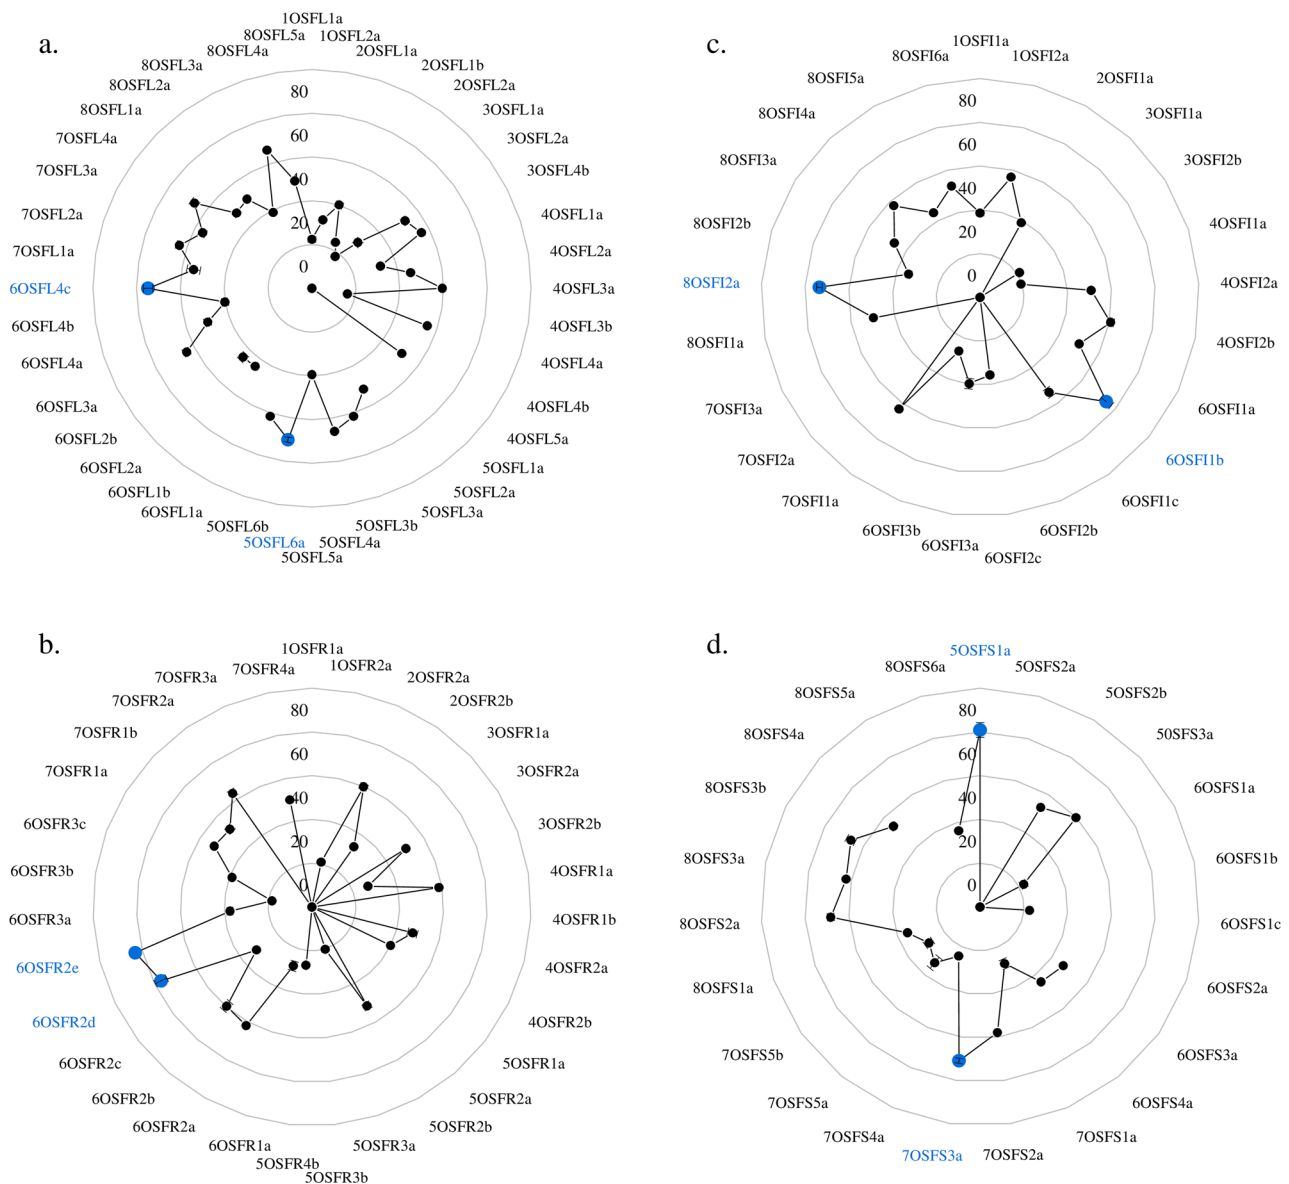 a.
1OSFL1a
1OSFL2a
2OSFL1a
2OSFL1b
2OSFL2a
3OSFL1a
3OSFL2a
3OSFL4b
4OSFL1a
4OSFL2a
4OSFL3a
4OSFL3b
4OSFL4a
4OSFL4b
4OSFL5a
5OSFL1a
5OSFL2a
5OSFL3a
5OSFL3b
5OSFL4a
5OSFL5a
5OSFL6a
5OSFL6b
6OSFL1a
6OSFL1b
6OSFL2a
6OSFL2b
6OSFL3a
6OSFL4a
6OSFL4b
6OSFL4c
7OSFL1a
7OSFL2a
7OSFL3a
7OSFL4a
8OSFL1a
8OSFL2a
8OSFL3a
8OSFL4a
8OSFL5a
80
60
40
20
0
c.
1OSFI1a
1OSFI2a
2OSFI1a
3OSFI1a
3OSFI2b
4OSFI1a
4OSFI2a
4OSFI2b
6OSFI1a
6OSFI1b
6OSFI1c
6OSFI2b
6OSFI2c
6OSFI3a
6OSFI3b
7OSFI1a
7OSFI2a
7OSFI3a
8OSFI1a
8OSFI2a
8OSFI2b
8OSFI3a
8OSFI4a
8OSFI5a
8OSFI6a
80
60
40
20
0
b.
1OSFR1a
1OSFR2a
2OSFR2a
2OSFR2b
3OSFR1a
3OSFR2a
3OSFR2b
4OSFR1a
4OSFR1b
4OSFR2a
4OSFR2b
5OSFR1a
5OSFR2a
5OSFR2b
5OSFR3a
5OSFR3b
5OSFR4b
6OSFR1a
6OSFR2a
6OSFR2b
6OSFR2c
6OSFR2d
6OSFR2e
6OSFR3a
6OSFR3b
6OSFR3c
7OSFR1a
7OSFR1b
7OSFR2a
7OSFR3a
7OSFR4a
80
60
40
20
0
d.
5OSFS1a
5OSFS2a
5OSFS2b
50SFS3a
6OSFS1a
6OSFS1b
6OSFS1c
6OSFS2a
6OSFS3a
6OSFS4a
7OSFS1a
7OSFS2a
7OSFS3a
7OSFS4a
7OSFS5a
7OSFS5b
8OSFS1a
8OSFS2a
8OSFS3a
8OSFS3b
8OSFS4a
8OSFS5a
8OSFS6a
80
60
40
20
0